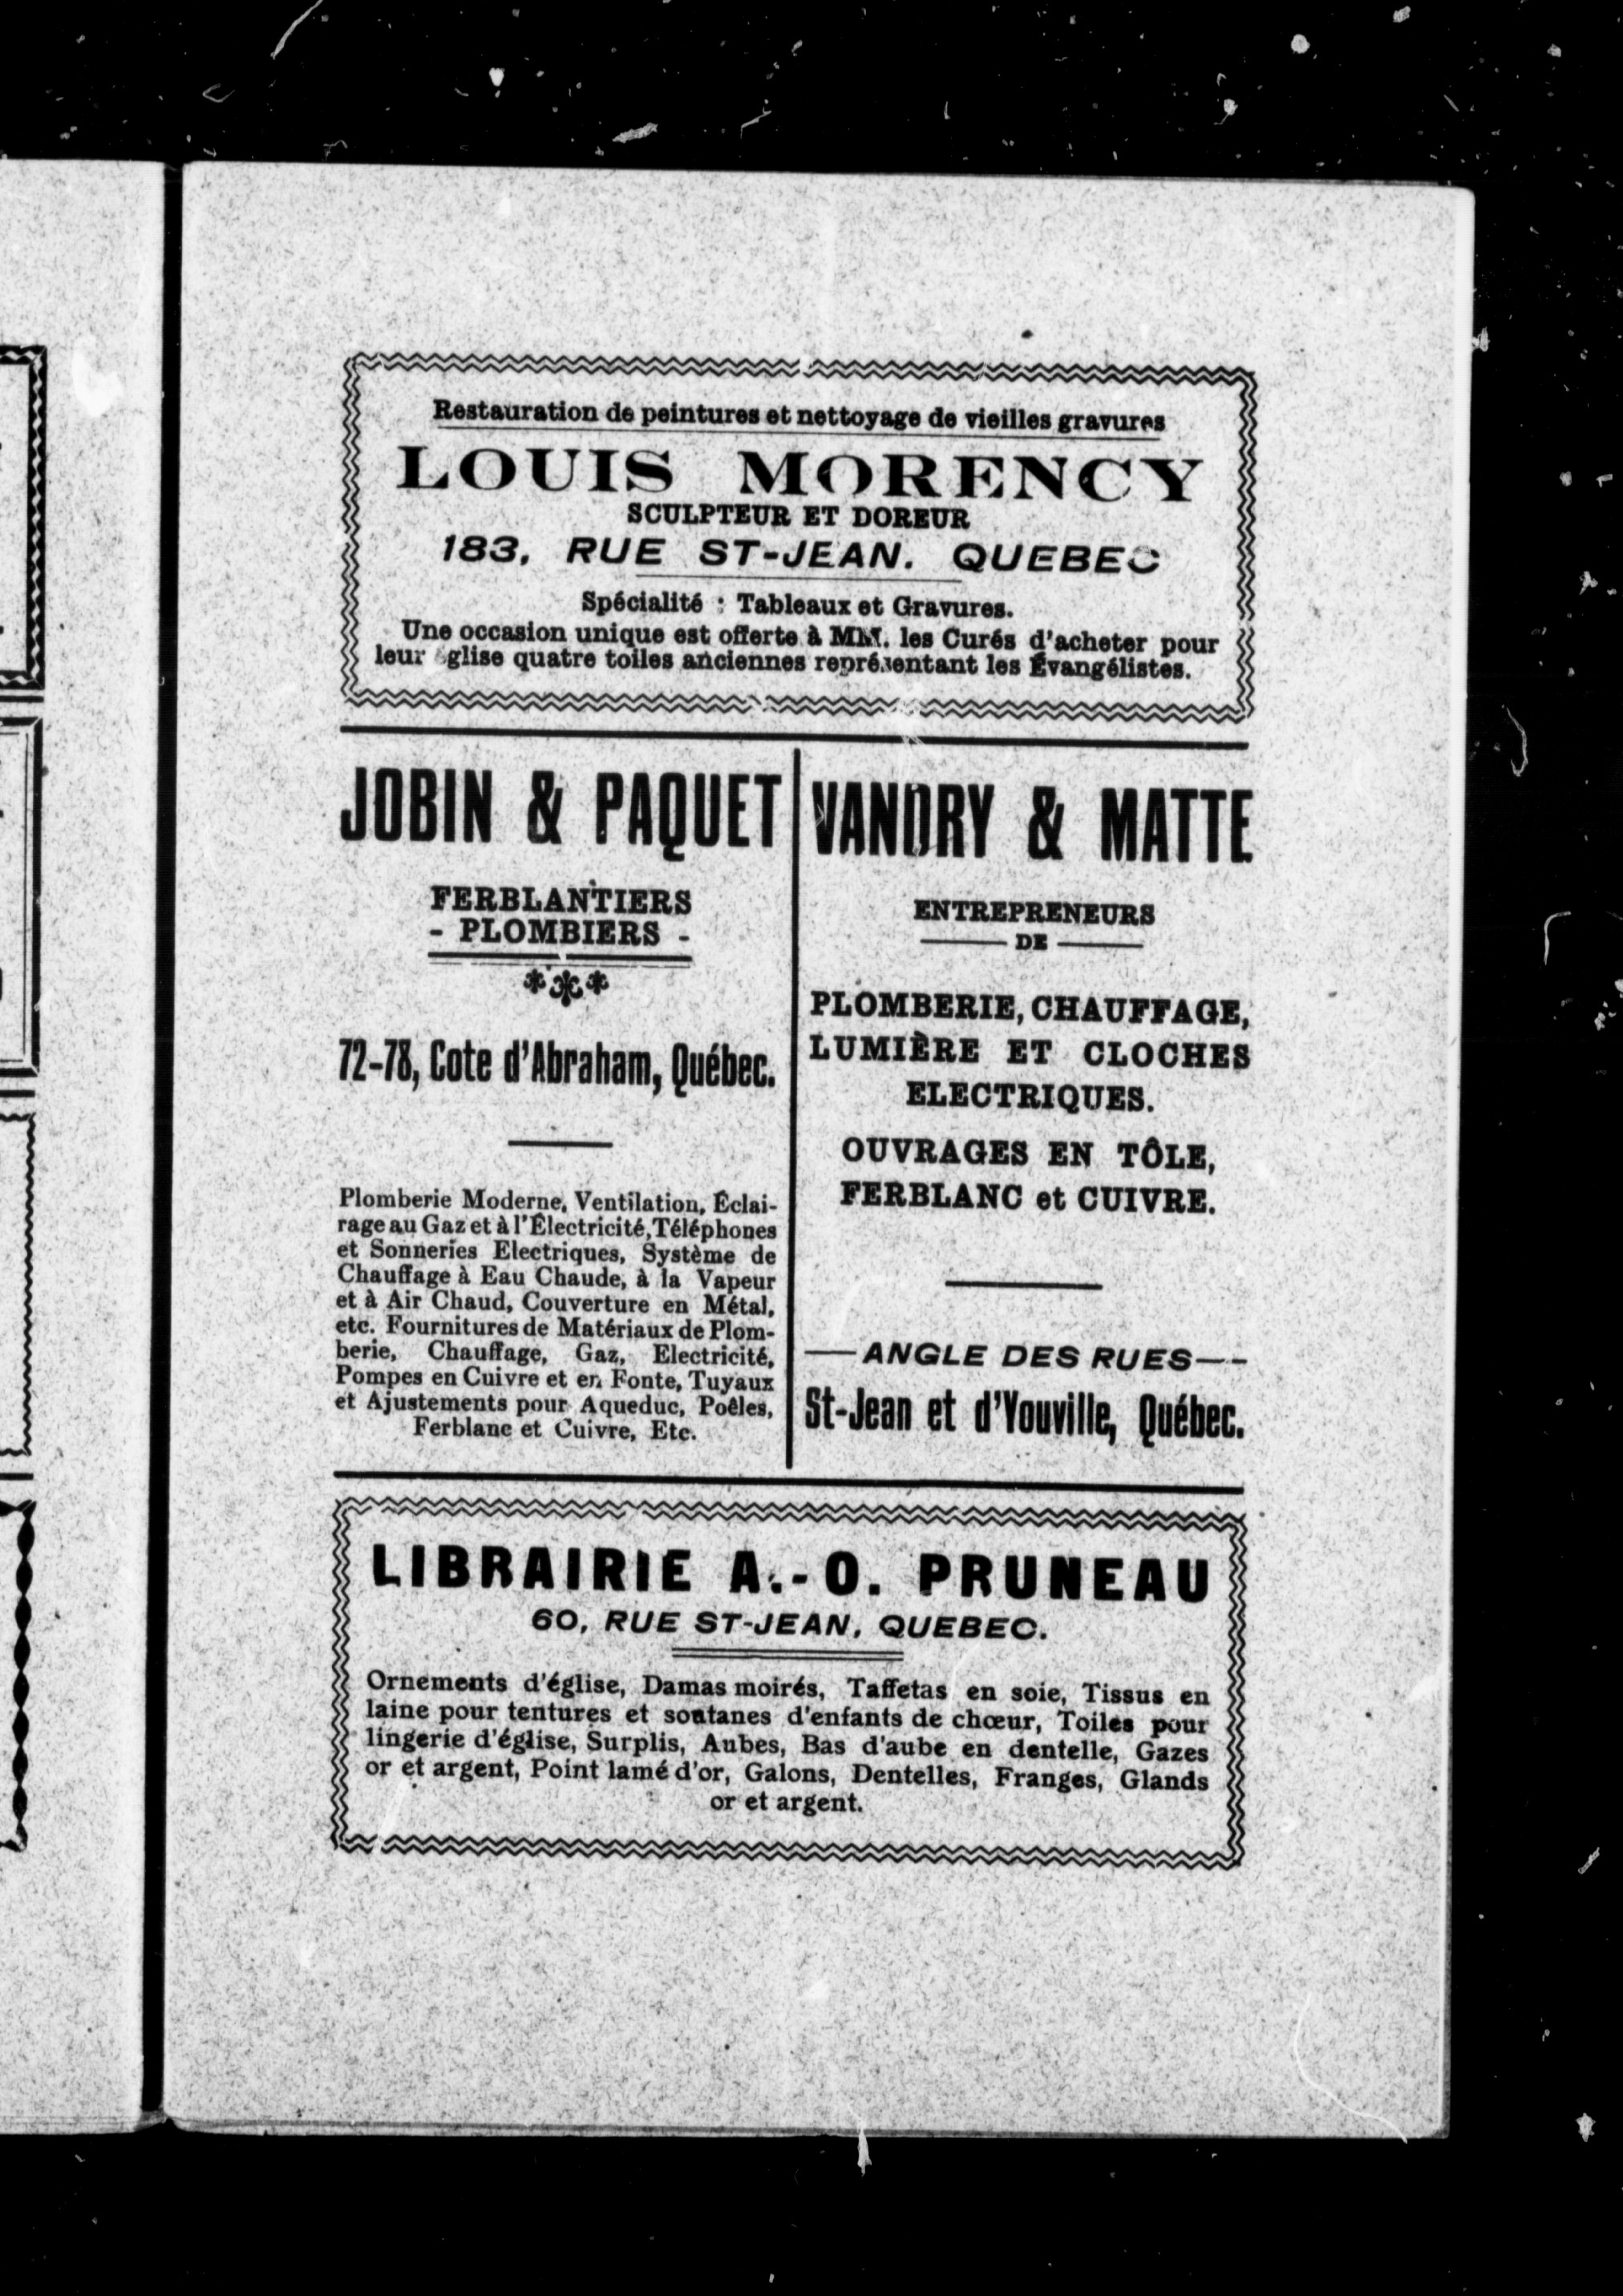 Restauration de peintures et nettoyage de vieilles gravures
LOUIS MORENCY
SCULPTEUR ET DOREUR
183, RUE ST-JEAN. QUEBEC
Spécialité : Tableaux et Gravures.
Une occasion unique est offerte à MM. les Curés d'acheter pour
leur église quatre toiles anciennes représentant les Évangélistes.
JOBIN & PAQUET
FERBLANTIERS
- PLOMBIERS -
72-78, Cote d'Abraham, Québec.
Plomberie Moderne, Ventilation, Éclai-
rage au Gaz et à l'Électricité, Téléphones
et Sonneries Electriques, Système de
Chauffage à Eau Chaude, à la Vapeur
et à Air Chaud, Couverture en Métal,
etc. Fournitures de Matériaux de Plom-
berie, Chauffage, Gaz, Electricité,
Pompes en Cuivre et en Fonte, Tuyaux
et Ajustements pour Aqueduc, Poêles,
Ferblanc et Cuivre, Etc.
VANDRY & MATTE
ENTREPRENEURS
DE
PLOMBERIE, CHAUFFAGE,
LUMIÈRE ET CLOCHES
ELECTRIQUES.
OUVRAGES EN TÔLE,
FERBLANC et CUIVRE.
—ANGLE DES RUES—
St-Jean et d'Youville, Québec.
LIBRAIRIE A.-O. PRUNEAU
60, RUE ST-JEAN, QUEBEC.
Ornements d'église, Damas moirés, Taffetas en soie, Tissus en
laine pour tentures et soutanes d'enfants de chœur, Toiles pour
lingerie d'église, Surplis, Aubes, Bas d'aube en dentelle, Gazes
or et argent, Point lamé d'or, Galons, Dentelles, Franges, Glands
or et argent.